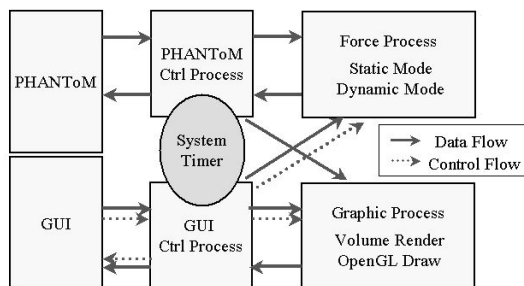 PHANToM
PHANToM
Ctrl Process
Force Process
Static Mode
Dynamic Mode
System
Timer
Data Flow
Control Flow
GUI
GUI
Ctrl Process
Graphic Process
Volume Render
OpenGL Draw